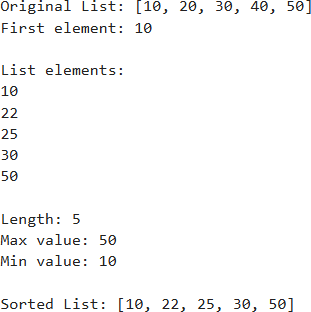 Original List: [10, 20, 30, 40, 50]
First element: 10
List elements:
10
22
25
30
50
Length: 5
Max value: 50
Min value: 10
Sorted List: [10, 22, 25, 30, 50]